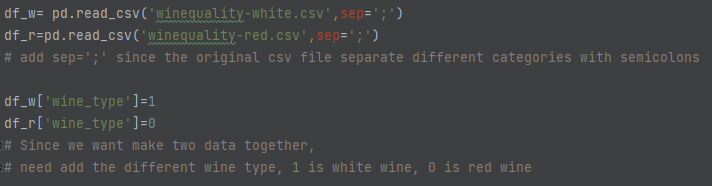 df_w= pd.read_csv('winequality-white.csv',sep=';')
df_r=pd.read_csv('winequality-red.csv',sep=';')
# add sep=';' since the original csv file separate different categories with semicolons
df_w['wine_type']=1
df_r['wine_type']=0
# Since we want make two data together,
# need add the different wine type, 1 is white wine, 0 is red wine